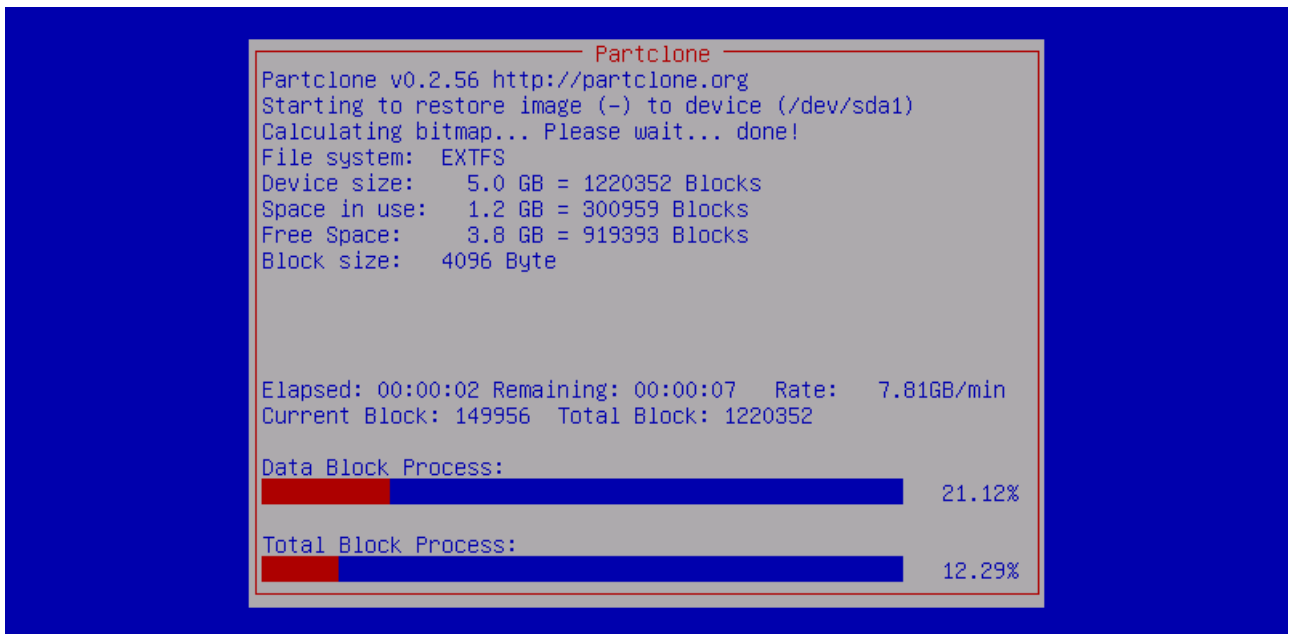 Partclone
Partclone v0.2.56 http://partclone.org
Starting to restore image (-) to device (/dev/sda1)
Calculating bitmap... Please wait... done!
File system:  EXTFS
Device size:    5.0 GB = 1220352 Blocks
Space in use:   1.2 GB = 300959 Blocks
Free Space:     3.8 GB = 919393 Blocks
Block size:   4096 Byte
Elapsed: 00:00:02 Remaining: 00:00:07   Rate:   7.81GB/min
Current Block: 149956  Total Block: 1220352
Data Block Process:
21.12%
Total Block Process:
12.29%